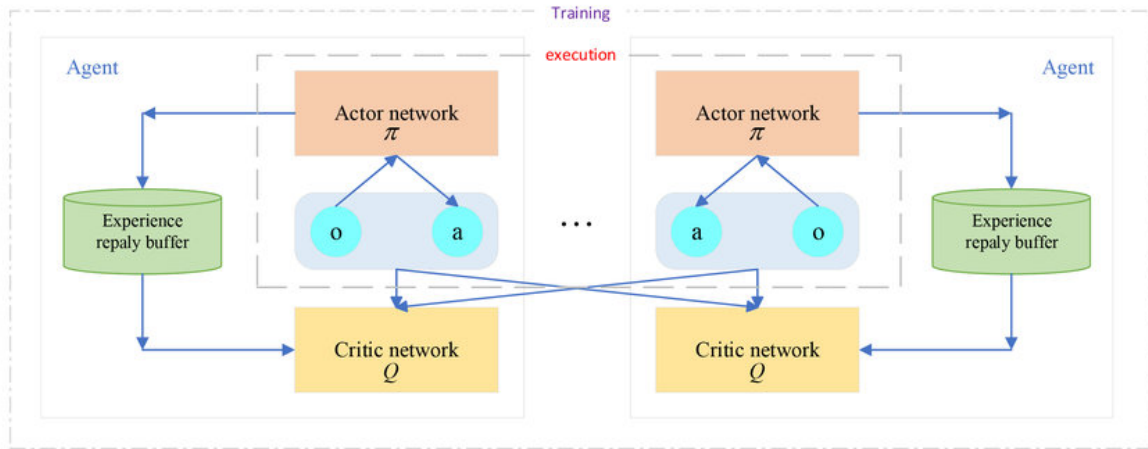 Training
execution
Agent
Agent
Actor network
π
Actor network
π
Experience
repaly buffer
o
a
...
a
o
Experience
repaly buffer
Critic network
Q
Critic network
Q